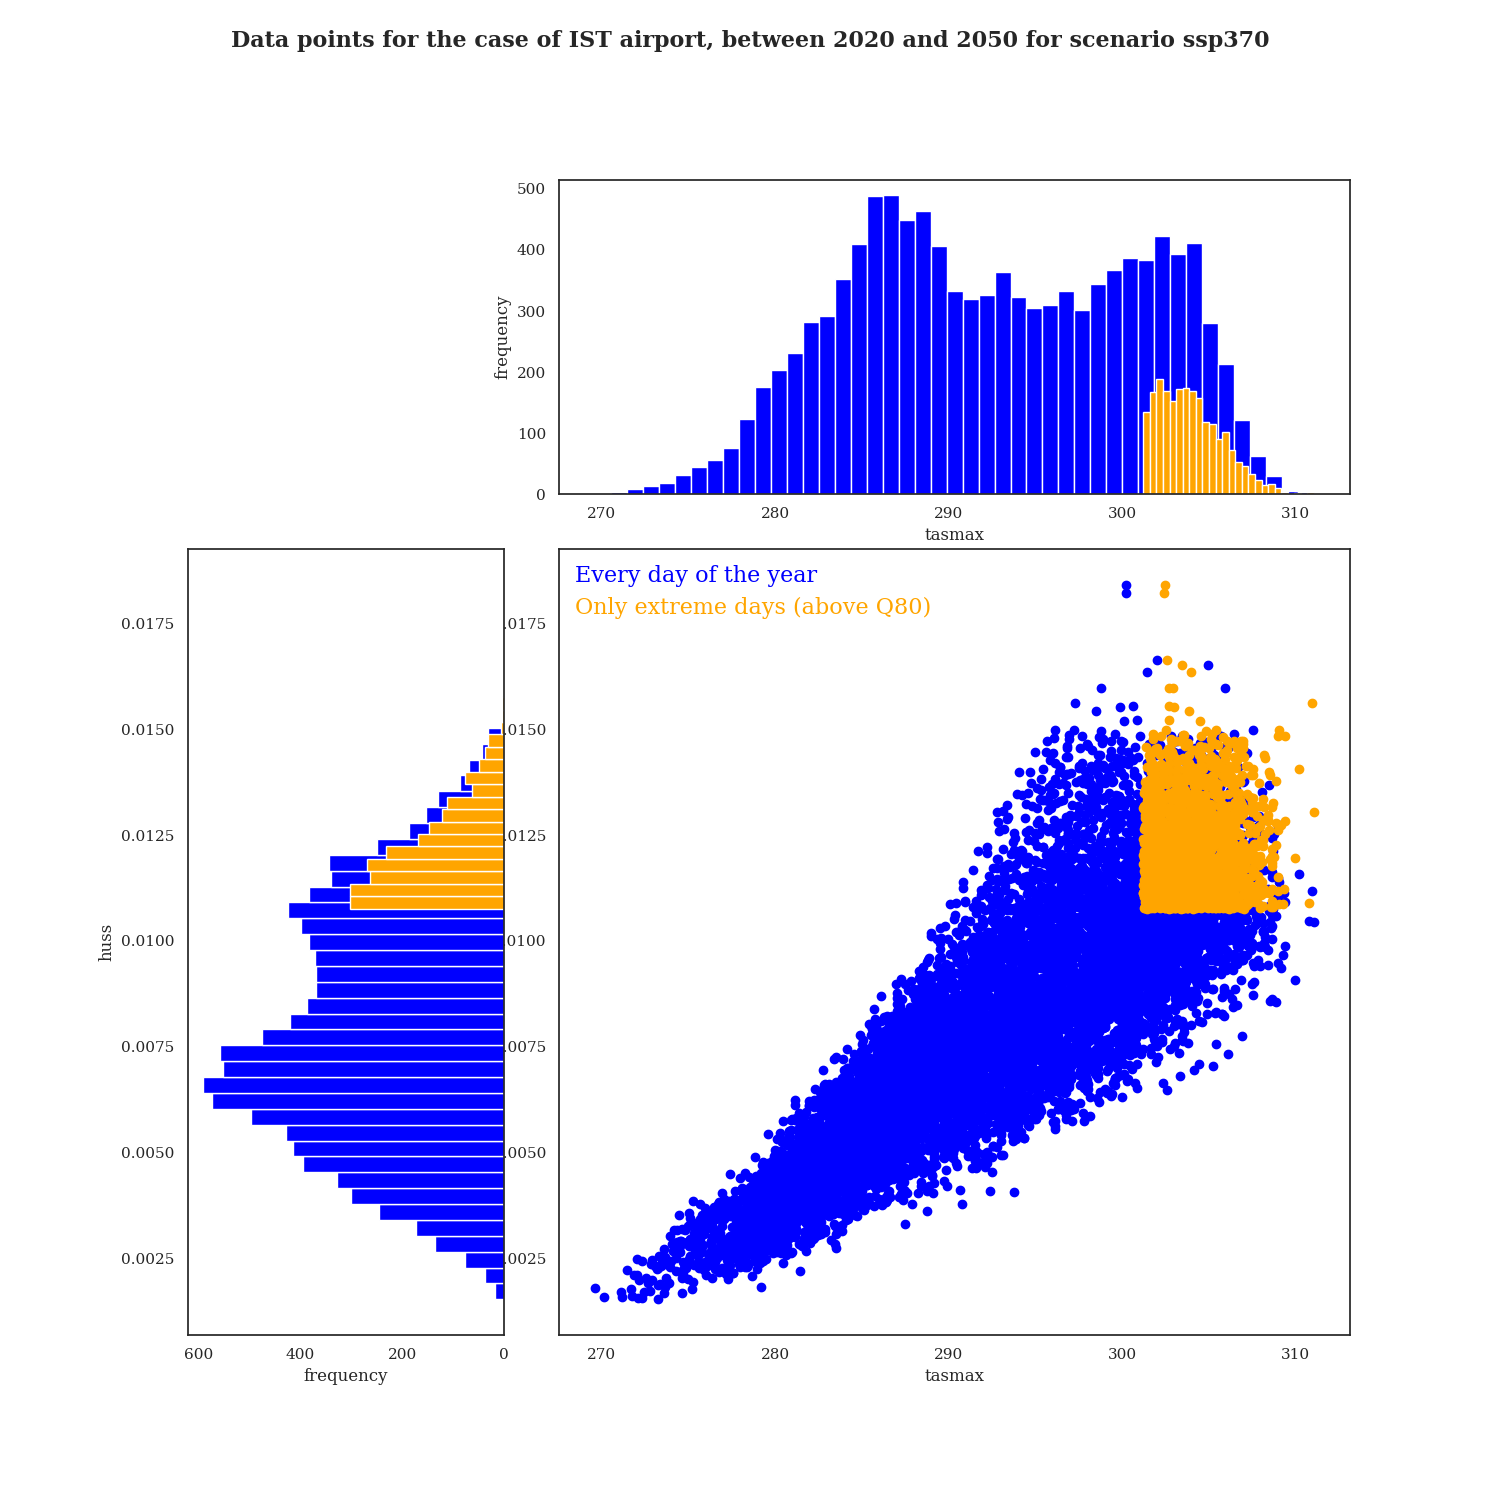 Data points for the case of IST airport, between 2020 and 2050 for scenario ssp370
500
400
300
200
100
0
frequency
270 280 290 300 310
tasmax
0.0175
0.0150
0.0125
0.0100
0.0075
0.0050
0.0025
huss
600 400 200 0
frequency
Every day of the year
Only extreme days (above Q80)
.0175
.0150
.0125
.0100
.0075
.0050
.0025
270 280 290 300 310
tasmax